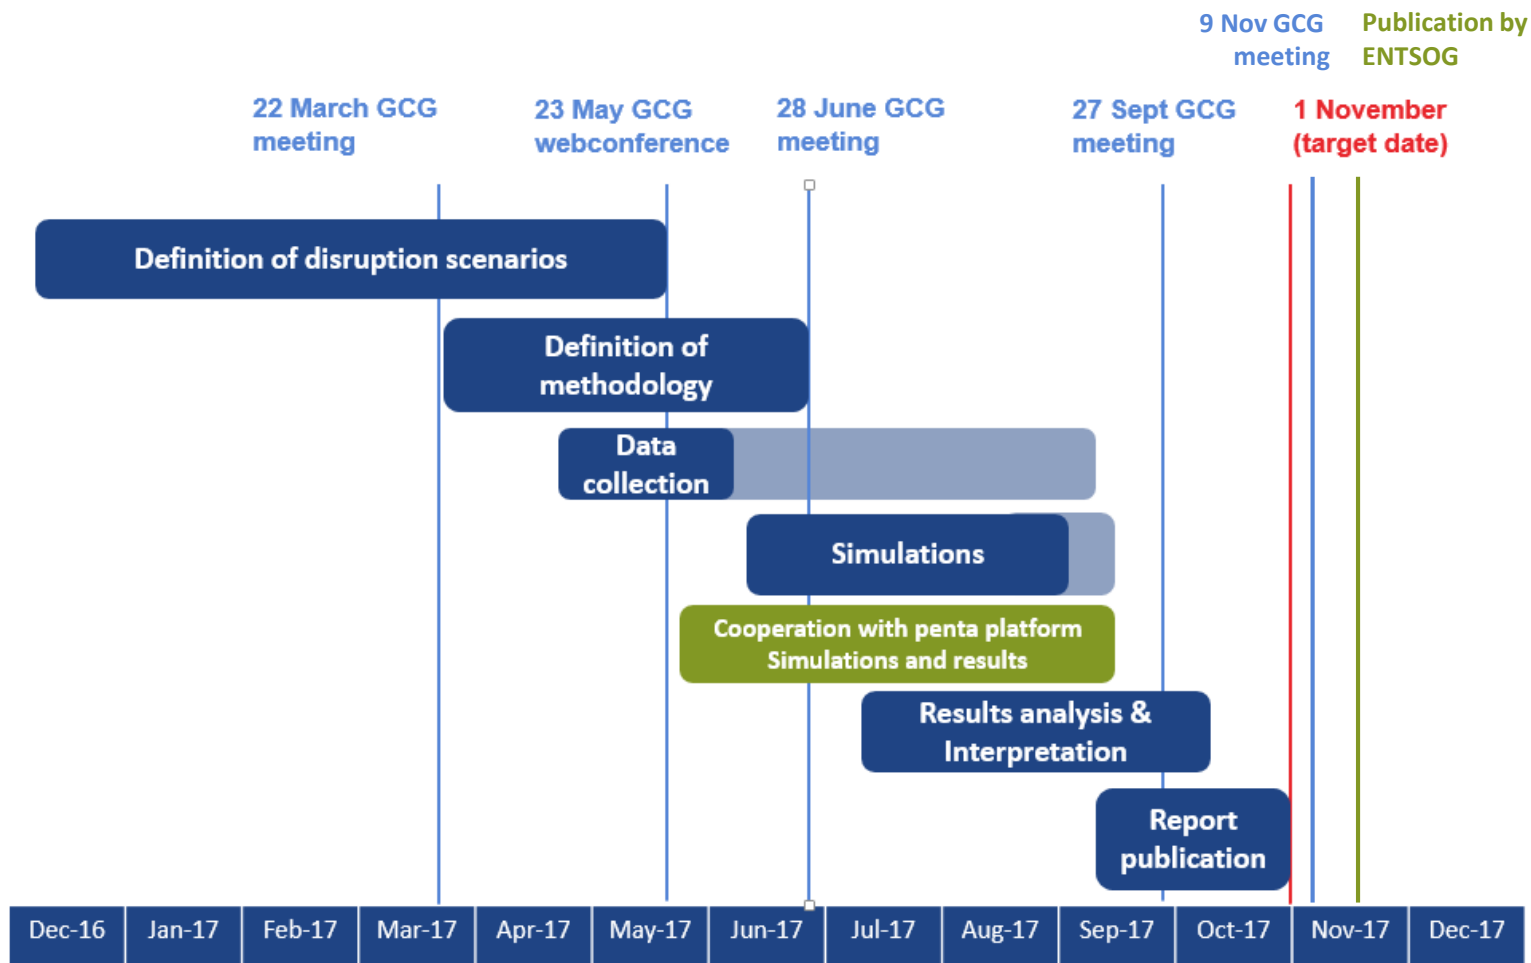 9 Nov GCG
meeting
Publication by
ENTSOG
22 March GCG
meeting
23 May GCG
webconference
28 June GCG
meeting
27 Sept GCG
meeting
1 November
(target date)
Definition of disruption scenarios
Definition of
methodology
Data
collection
Simulations
Cooperation with penta platform
Simulations and results
Results analysis &
Interpretation
Report
publication
Dec-16
Jan-17
Feb-17
Mar-17
Apr-17
May-17
Jun-17
Jul-17
Aug-17
Sep-17
Oct-17
Nov-17
Dec-17